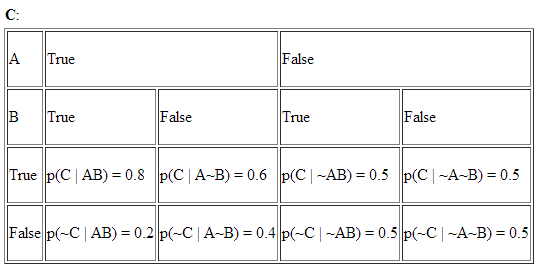 C:
A True False
B True False True False
True p(C | AB) = 0.8 p(C | A~B) = 0.6 p(C | ~AB) = 0.5 p(C | ~A~B) = 0.5
False p(~C | AB) = 0.2 p(~C | A~B) = 0.4 p(~C | ~AB) = 0.5 p(~C | ~A~B) = 0.5